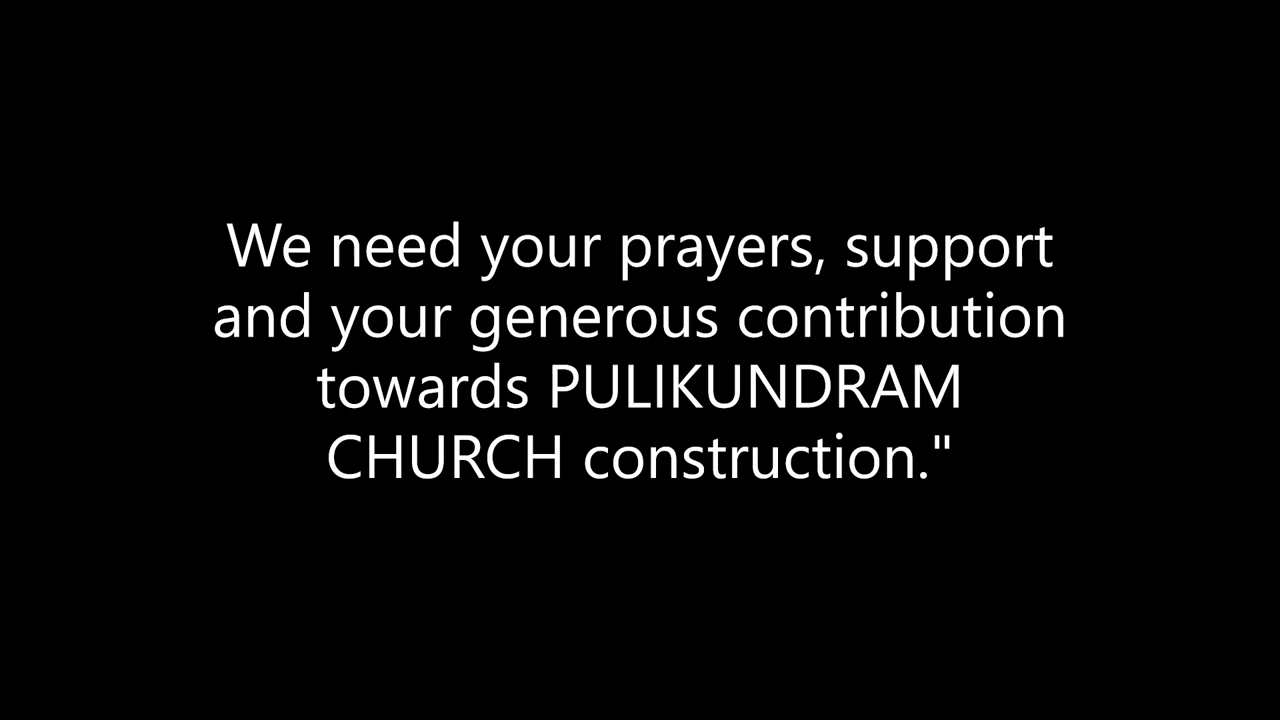 We need your prayers, support
and your generous contribution
towards PULIKUNDRAM
CHURCH construction."